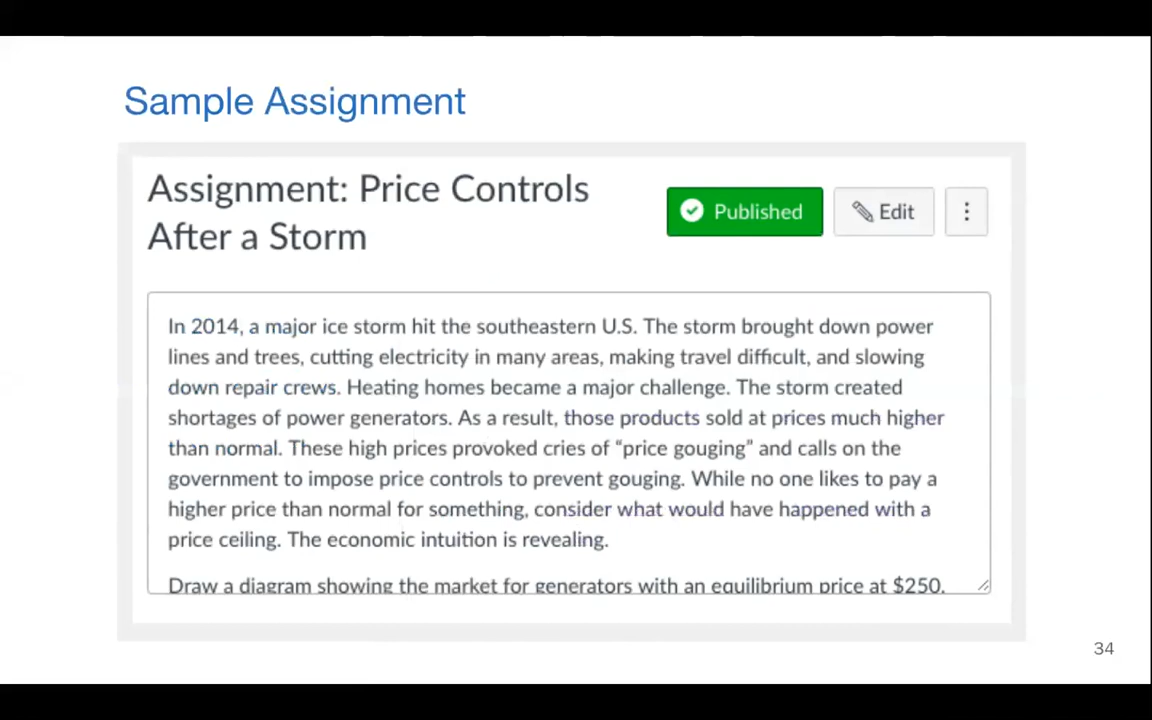 Sample Assignment
Assignment: Price Controls
After a Storm
Published
Edit
In 2014, a major ice storm hit the southeastern U.S. The storm brought down power
lines and trees, cutting electricity in many areas, making travel difficult, and slowing
down repair crews. Heating homes became a major challenge. The storm created
shortages of power generators. As a result, those products sold at prices much higher
than normal. These high prices provoked cries of “price gouging” and calls on the
government to impose price controls to prevent gouging. While no one likes to pay a
higher price than normal for something, consider what would have happened with a
price ceiling. The economic intuition is revealing.
Draw a diagram showing the market for generators with an equilibrium price at $250.
34